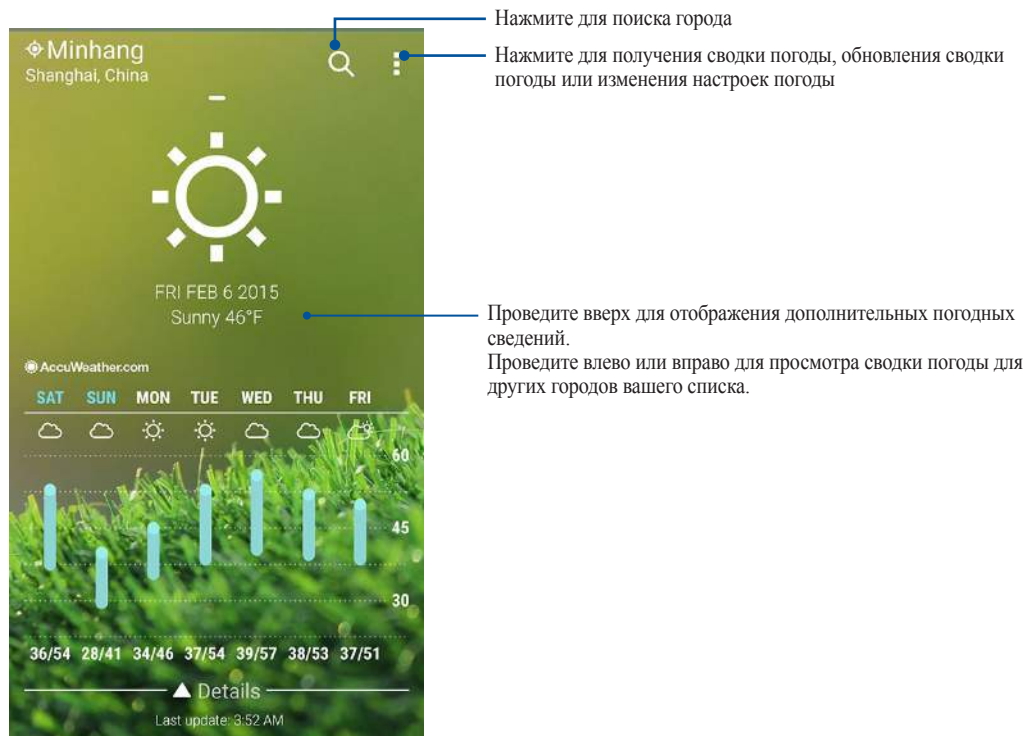 Нажмите для поиска города
Minhang
Shanghai, China
Нажмите для получения сводки погоды, обновления сводки
погоды или изменения настроек погоды
FRI FEB 6 2015
Sunny 46°F
Проведите вверх для отображения дополнительных погодных
сведений.
Проведите влево или вправо для просмотра сводки погоды для
других городов вашего списка.
AccuWeather.com
SAT SUN MON TUE WED THU FRI
60
45
30
36/54 28/41 34/46 37/54 39/57 38/53 37/51
Details
Last update: 3:52 AM